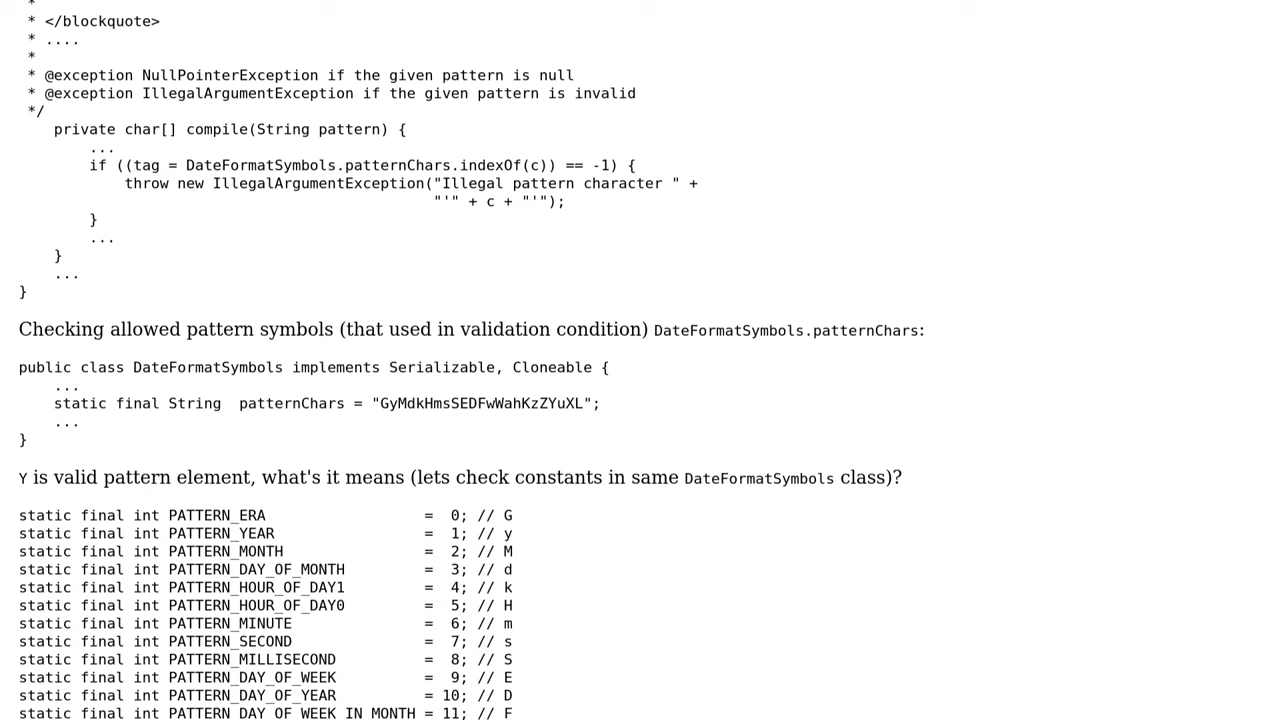 *
* </blockquote>
* ....
*
* @exception NullPointerException if the given pattern is null
* @exception IllegalArgumentException if the given pattern is invalid
*/
private char[] compile(String pattern) {
...
if ((tag = DateFormatSymbols.patternChars.indexOf(c)) == -1) {
throw new IllegalArgumentException("Illegal pattern character " +
"'" + c + "'");
}
...
}
...
}
Checking allowed pattern symbols (that used in validation condition) DateFormatSymbols.patternChars:
public class DateFormatSymbols implements Serializable, Cloneable {
...
static final String  patternChars = "GyMdkHmsSEDFwWahKzZYuXL";
...
}
Y is valid pattern element, what's it means (lets check constants in same DateFormatSymbols class)?
static final int PATTERN_ERA                  =  0; // G
static final int PATTERN_YEAR                 =  1; // y
static final int PATTERN_MONTH                =  2; // M
static final int PATTERN_DAY_OF_MONTH         =  3; // d
static final int PATTERN_HOUR_OF_DAY1         =  4; // k
static final int PATTERN_HOUR_OF_DAY0         =  5; // H
static final int PATTERN_MINUTE               =  6; // m
static final int PATTERN_SECOND               =  7; // s
static final int PATTERN_MILLISECOND          =  8; // S
static final int PATTERN_DAY_OF_WEEK          =  9; // E
static final int PATTERN_DAY_OF_YEAR          = 10; // D
static final int PATTERN_DAY_OF_WEEK_IN_MONTH = 11; // F